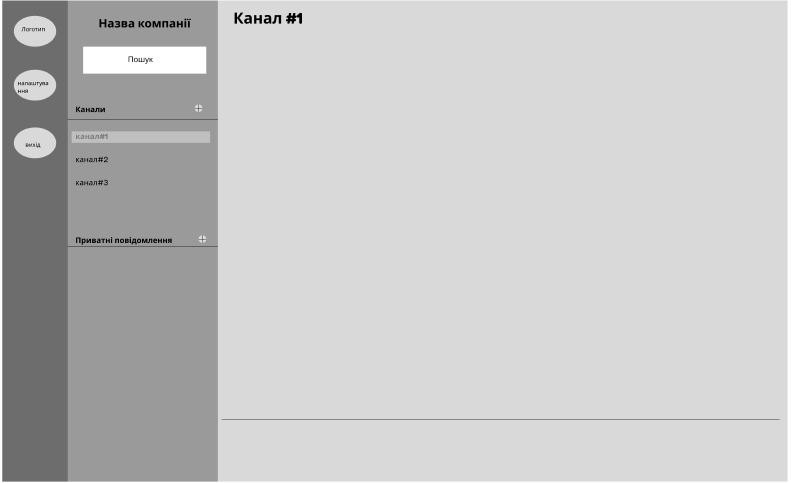 Логотип
налаштува
ння
вихід
Назва компанії
Пошук
Канали
канал#1
канал#2
канал#3
Приватні повідомлення
Канал #1